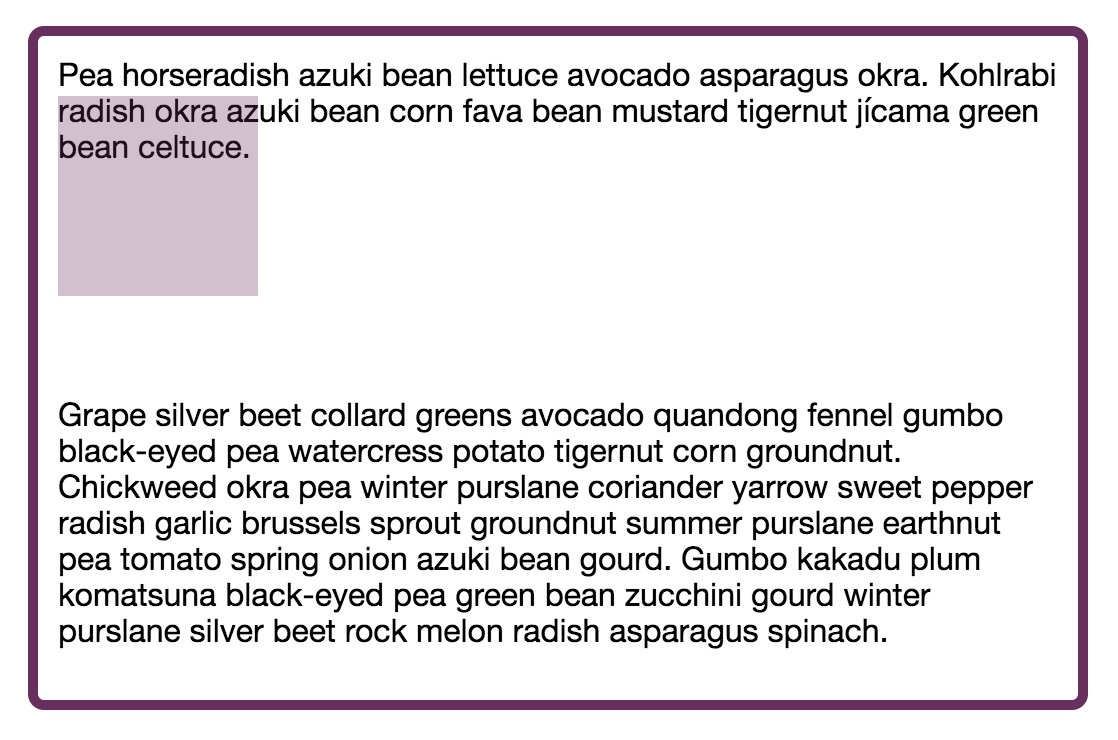 Pea horseradish azuki bean lettuce avocado asparagus okra. Kohlrabi
radish okra azuki bean corn fava bean mustard tigernut jícama green
bean celtuce.
Grape silver beet collard greens avocado quandong fennel gumbo
black-eyed pea watercress potato tigernut corn groundnut.
Chickweed okra pea winter purslane coriander yarrow sweet pepper
radish garlic brussels sprout groundnut summer purslane earthnut
pea tomato spring onion azuki bean gourd. Gumbo kakadu plum
komatsuna black-eyed pea green bean zucchini gourd winter
purslane silver beet rock melon radish asparagus spinach.